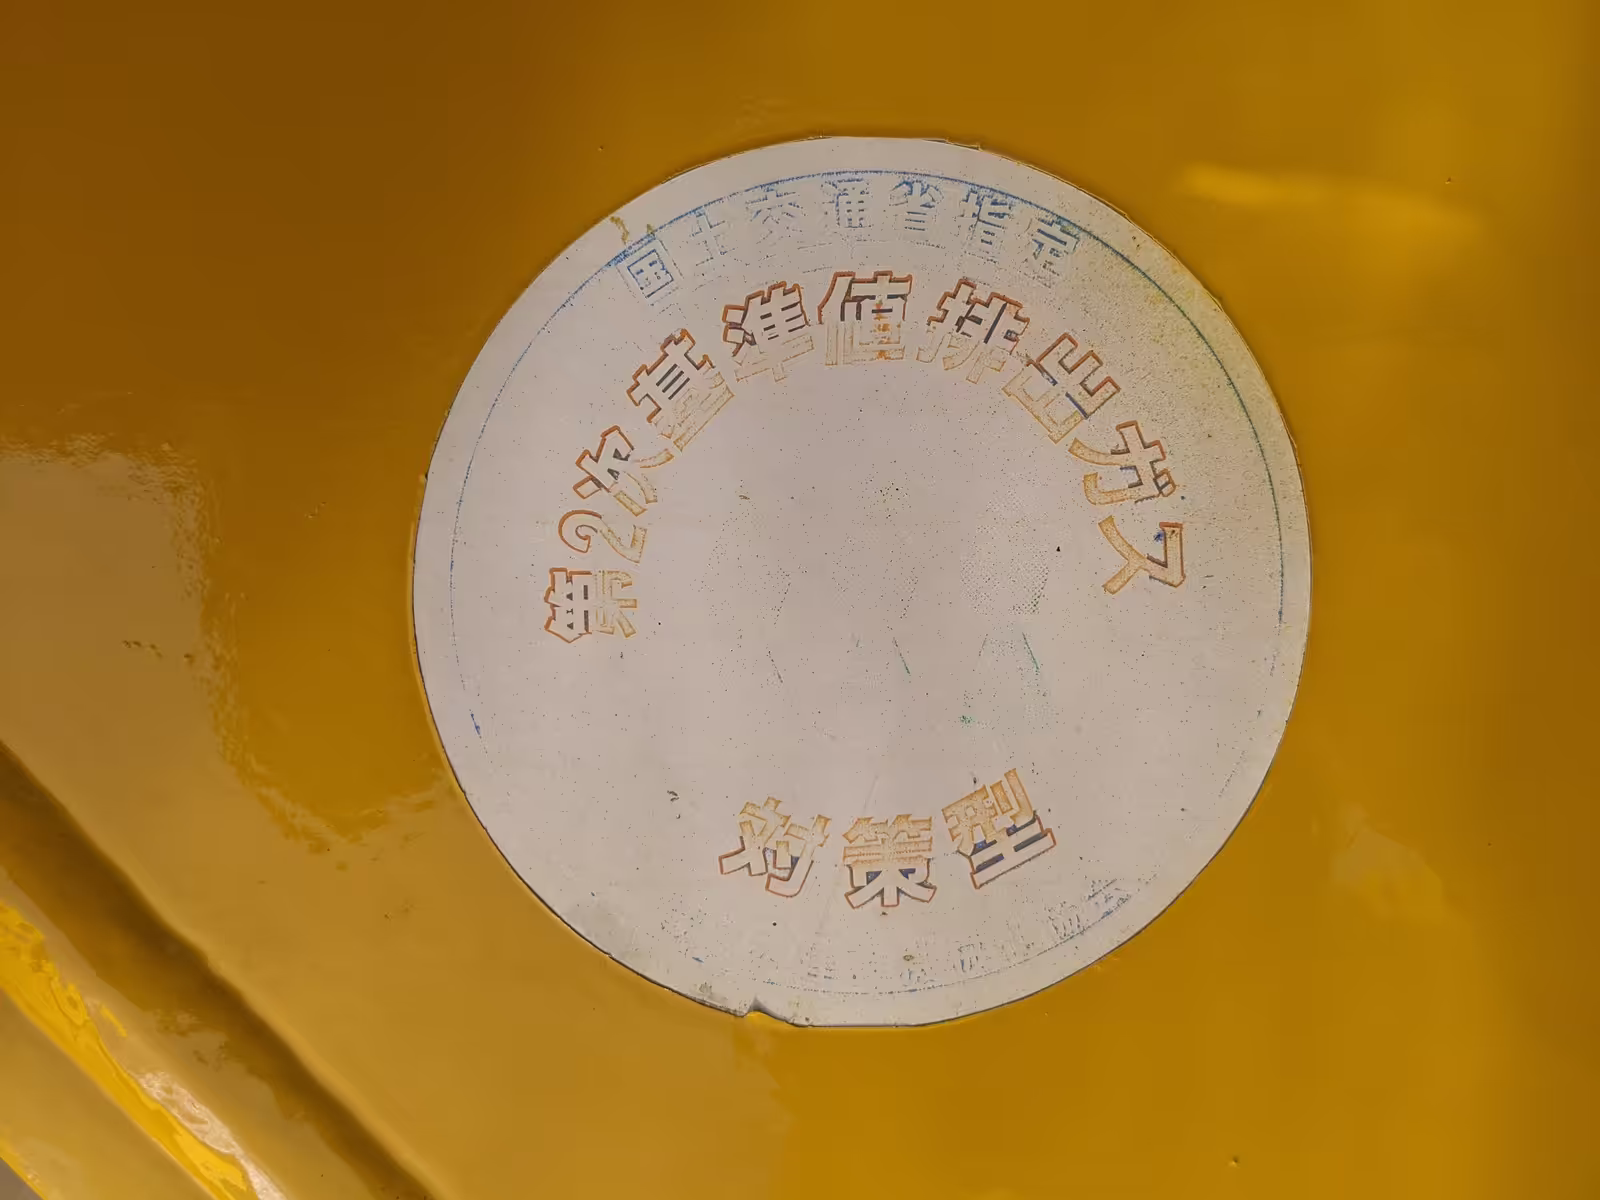 国土交通省指定
第2次基準値排出ガス
対策型